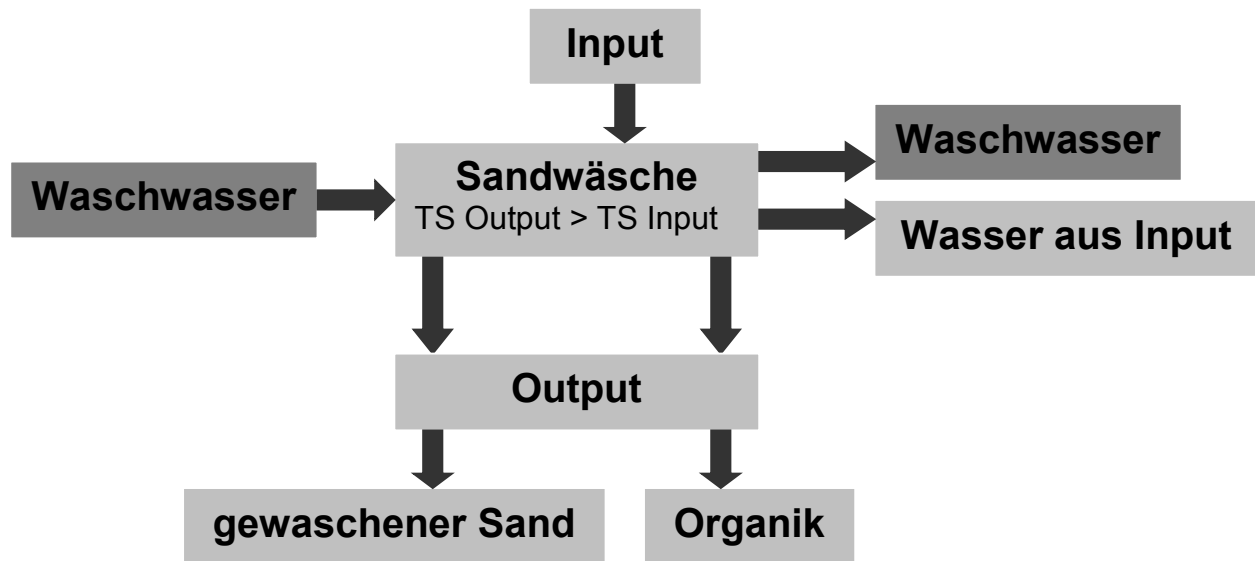 Input
Waschwasser
Waschwasser
Sandwäsche
TS Output > TS Input
Wasser aus Input
Output
gewaschener Sand
Organik